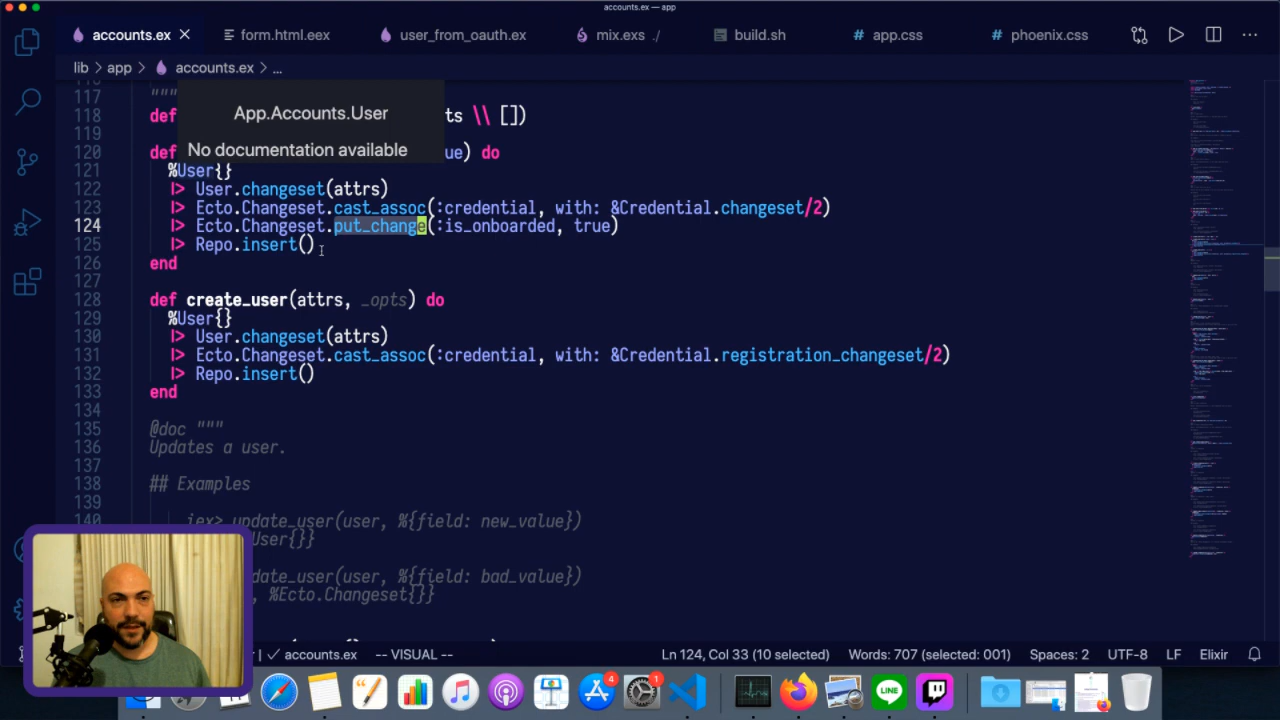 accounts.ex — app
accounts.ex
form.html.eex
user_from_oauth.ex
mix.exs ./
build.sh
# app.css
# phoenix.css
lib > app > accounts.ex > ...
117 """
118 def ts \\ [])
App.Accounts.User
119
No documentation available
120 def ue) do
121 %User{}
122 |> User.changeset(attrs)
123 |> Ecto.Changeset.cast_assoc(:credential, with: &Credential.changeset/2)
124 |> Ecto.Changeset.put_change(:is_onboarded, true)
125 |> Repo.insert()
126 end
127
128 def create_user(attrs, _opts) do
129 %User{}
130 |> User.changeset(attrs)
131 |> Ecto.Changeset.cast_assoc(:credential, with: &Credential.registration_changeset/2)
132 |> Repo.insert()
133 end
134
135 @doc """
136 Updates a user.
137
138 ## Examples
139
iex> update_user(user, %{field: new_value})
User{}}
date_user(user, %{field: bad_value})
, %Ecto.Changeset{}}
accounts.ex -- VISUAL -- Ln 124, Col 33 (10 selected) Words: 707 (selected: 001) Spaces: 2 UTF-8 LF Elixir
4
1
LINE